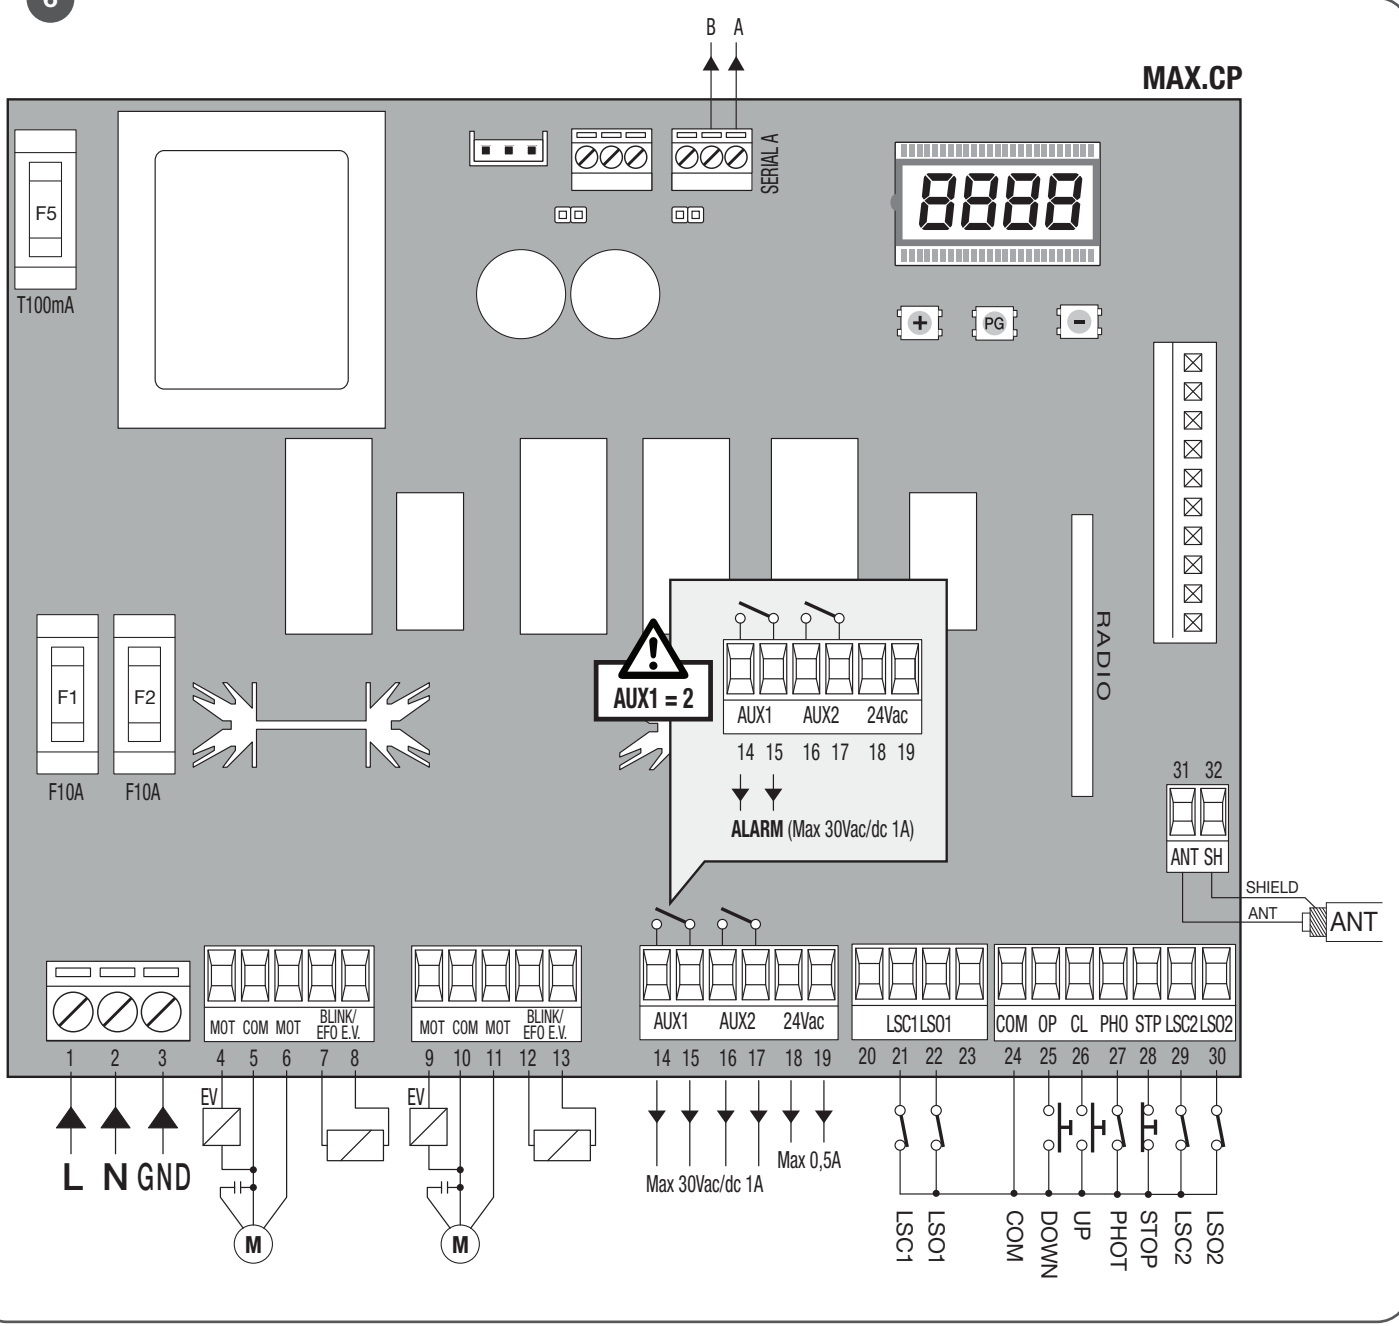 6
B A
MAX.CP
SERIAL A
8888
F5
T100mA
+ PG -
RADIO
F1 F2
F10A F10A
!
AUX1 = 2
AUX1 AUX2 24Vac
14 15 16 17 18 19
ALARM (Max 30Vac/dc 1A)
31 32
ANT SH
SHIELD
ANT
ANT
MOT COM MOT BLINK/
EFO E.V.
MOT COM MOT BLINK/
EFO E.V.
AUX1 AUX2 24Vac
LSC1 LSO1
COM OP CL PHO STP LSC2 LSO2
1 2 3 4 5 6 7 8 9 10 11 12 13 14 15 16 17 18 19 20 21 22 23 24 25 26 27 28 29 30
EV EV
L N GND
Max 30Vac/dc 1A
Max 0,5A
M M
LSC1
LSO1
COM
DOWN
UP
PHOT
STOP
LSC2
LSO2